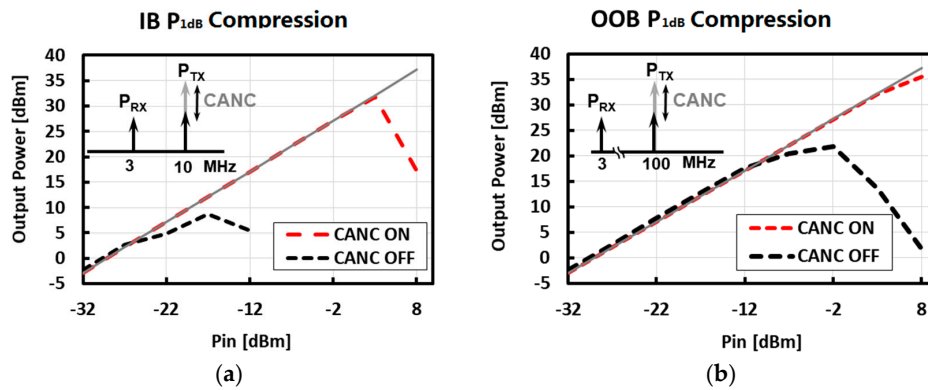 IB P1dB Compression
Output Power [dBm]
40
35
30
25
20
15
10
5
0
-5
PTX
CANC
PRX
3 10 MHz
CANC ON
CANC OFF
-32 -22 -12 -2 8
Pin [dBm]
(a)
OOB P1dB Compression
Output Power [dBm]
40
35
30
25
20
15
10
5
0
-5
PTX
CANC
PRX
3 100 MHz
CANC ON
CANC OFF
-32 -22 -12 -2 8
Pin [dBm]
(b)